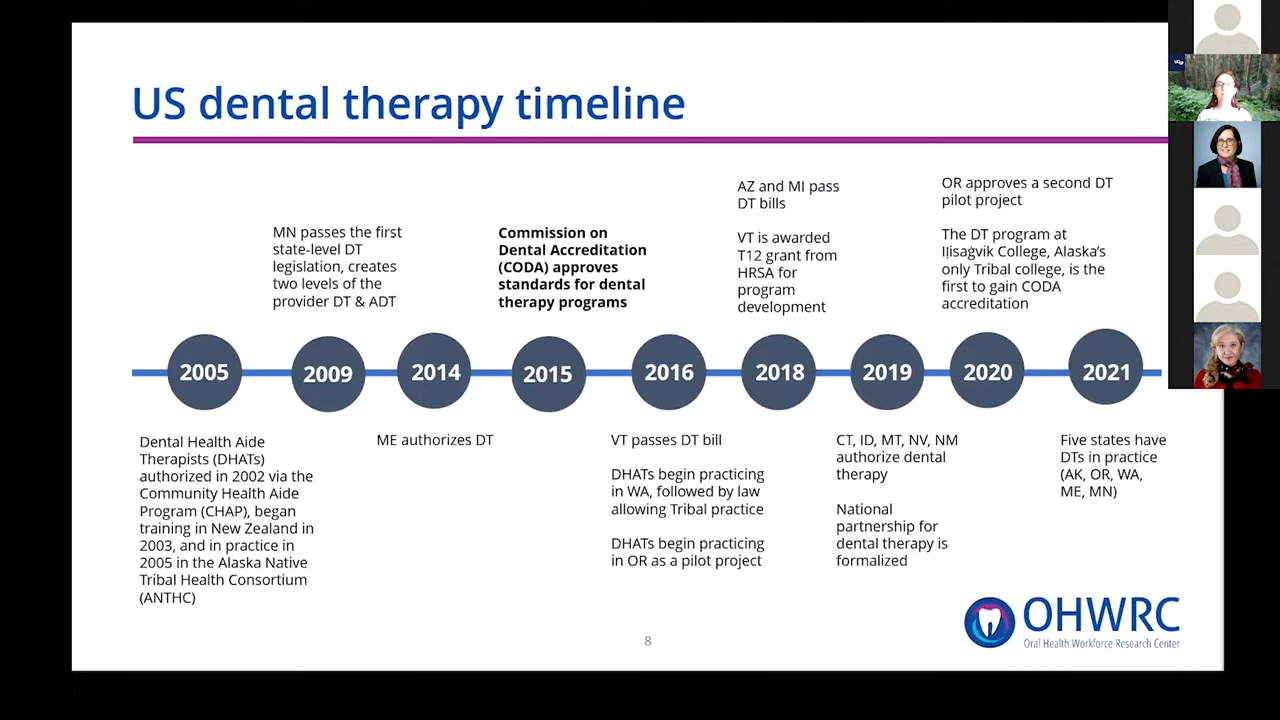 US dental therapy timeline
MN passes the first
state-level DT
legislation, creates
two levels of the
provider DT & ADT
Commission on
Dental Accreditation
(CODA) approves
standards for dental
therapy programs
AZ and MI pass
DT bills
VT is awarded
T12 grant from
HRSA for
program
development
OR approves a second DT
pilot project
The DT program at
Iḷisaġvik College, Alaska’s
only Tribal college, is the
first to gain CODA
accreditation
2005
2009
2014
2015
2016
2018
2019
2020
2021
Dental Health Aide
Therapists (DHATs)
authorized in 2002 via the
Community Health Aide
Program (CHAP), began
training in New Zealand in
2003, and in practice in
2005 in the Alaska Native
Tribal Health Consortium
(ANTHC)
ME authorizes DT
VT passes DT bill
DHATs begin practicing
in WA, followed by law
allowing Tribal practice
DHATs begin practicing
in OR as a pilot project
CT, ID, MT, NV, NM
authorize dental
therapy
National
partnership for
dental therapy is
formalized
Five states have
DTs in practice
(AK, OR, WA,
ME, MN)
OHWRC
Oral Health Workforce Research Center
8
UCSF